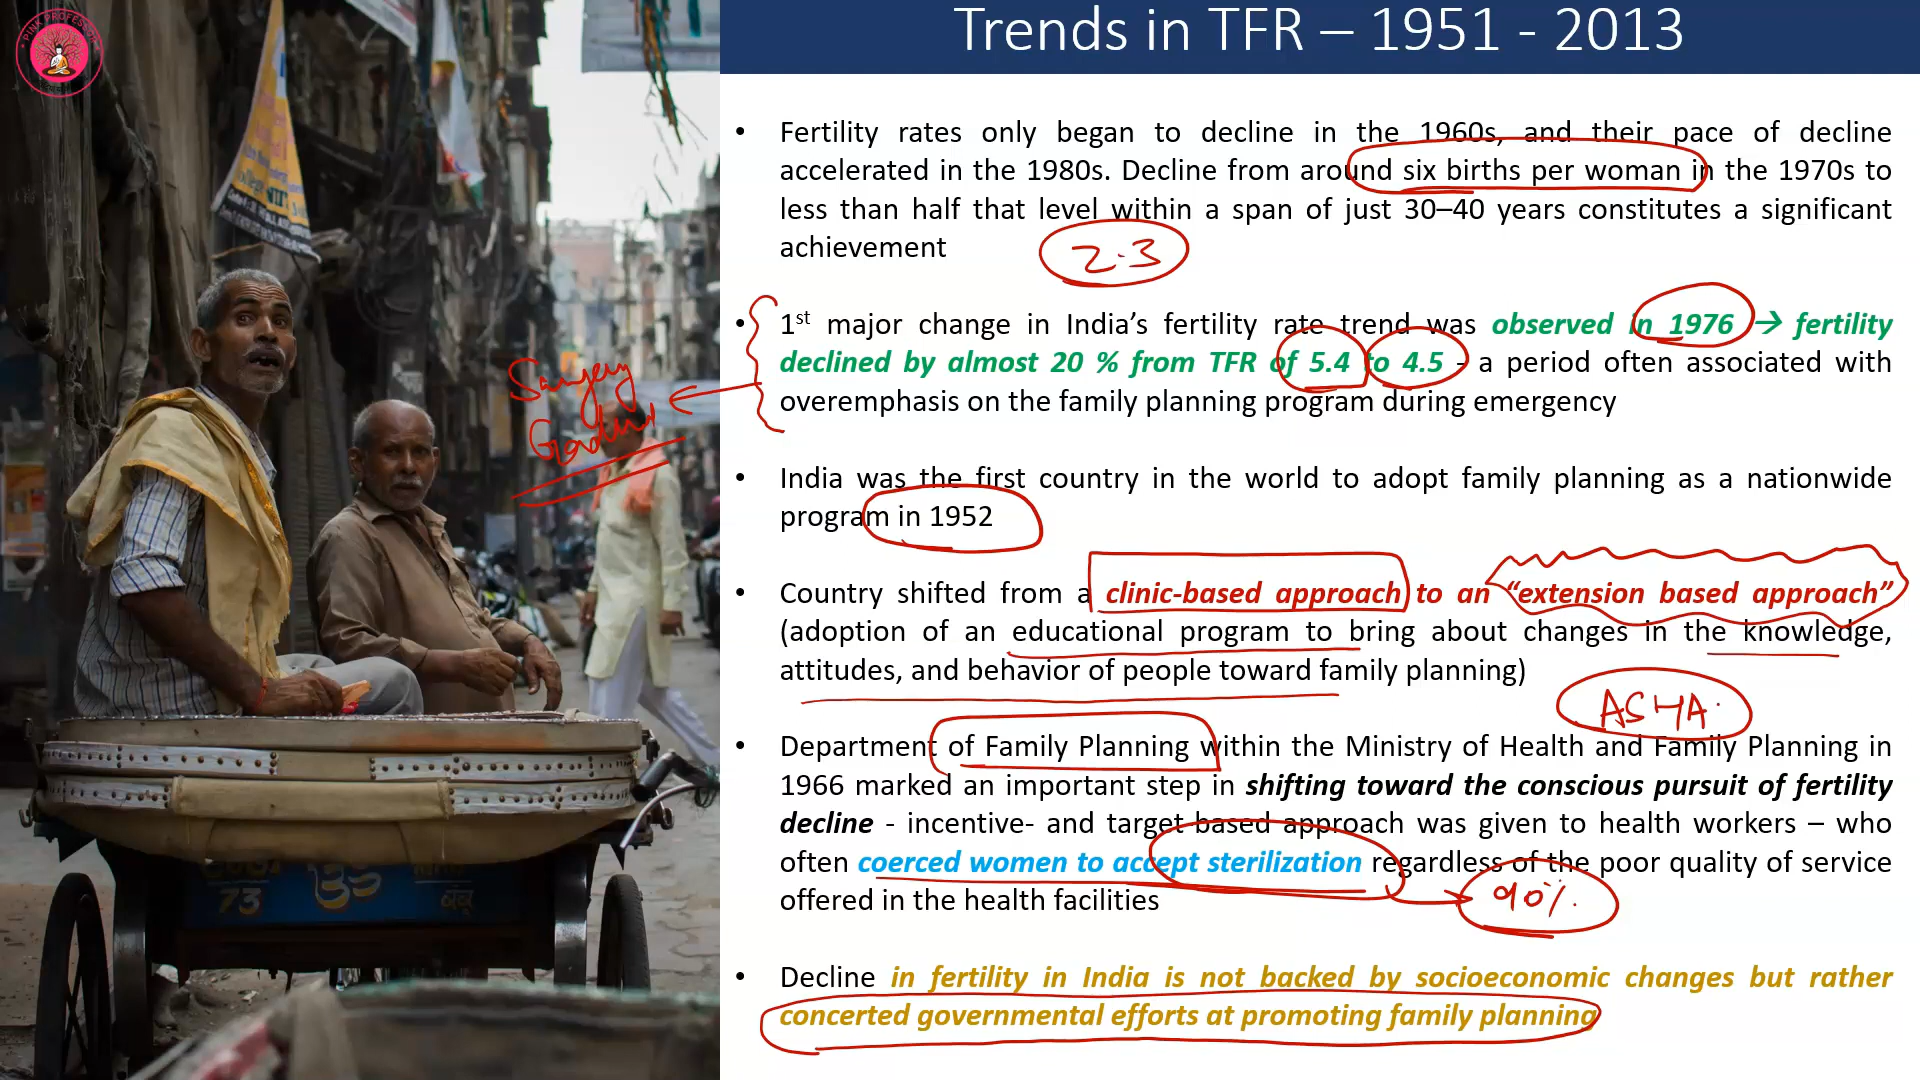 PINK PROFESSOR
Trends in TFR – 1951 - 2013
• Fertility rates only began to decline in the 1960s, and their pace of decline
accelerated in the 1980s. Decline from around six births per woman in the 1970s to
less than half that level within a span of just 30–40 years constitutes a significant
achievement
2.3
• 1st major change in India’s fertility rate trend was observed in 1976 → fertility
declined by almost 20 % from TFR of 5.4 to 4.5 - a period often associated with
overemphasis on the family planning program during emergency
Sanjay
Gandhi
• India was the first country in the world to adopt family planning as a nationwide
program in 1952
• Country shifted from a clinic-based approach to an “extension based approach”
(adoption of an educational program to bring about changes in the knowledge,
attitudes, and behavior of people toward family planning)
ASHA.
• Department of Family Planning within the Ministry of Health and Family Planning in
1966 marked an important step in shifting toward the conscious pursuit of fertility
decline - incentive- and target-based approach was given to health workers – who
often coerced women to accept sterilization regardless of the poor quality of service
offered in the health facilities
90%.
• Decline in fertility in India is not backed by socioeconomic changes but rather
concerted governmental efforts at promoting family planning
73
ॐ